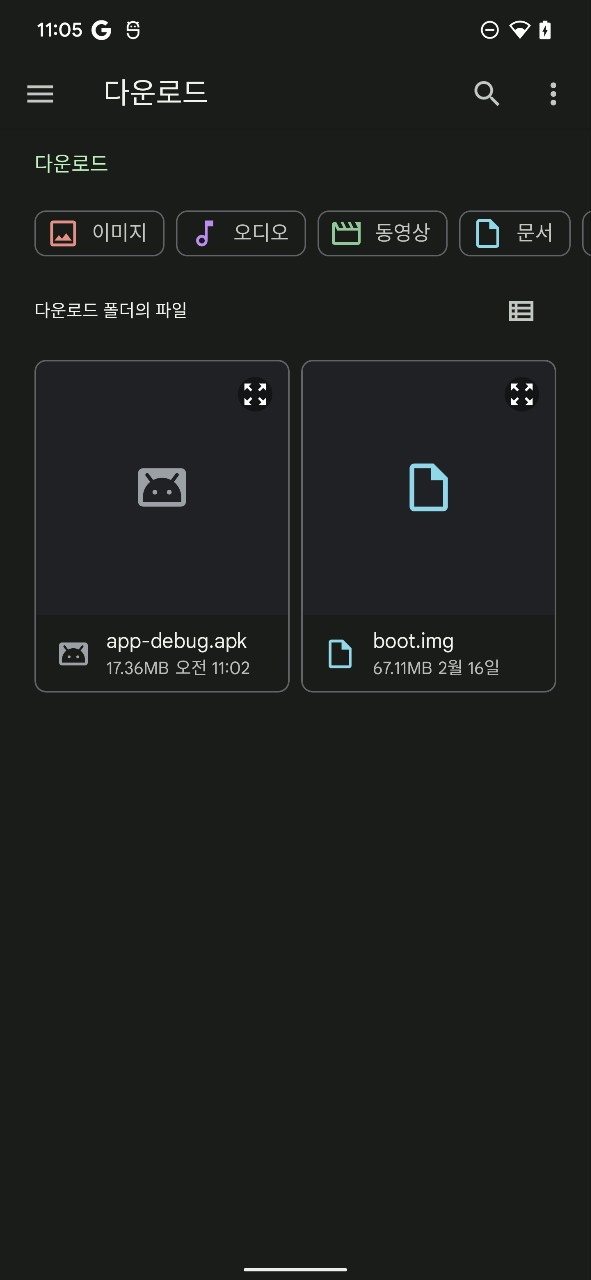 11:05
다운로드
다운로드
이미지 오디오 동영상 문서
다운로드 폴더의 파일
app-debug.apk
17.36MB 오전 11:02
boot.img
67.11MB 2월 16일